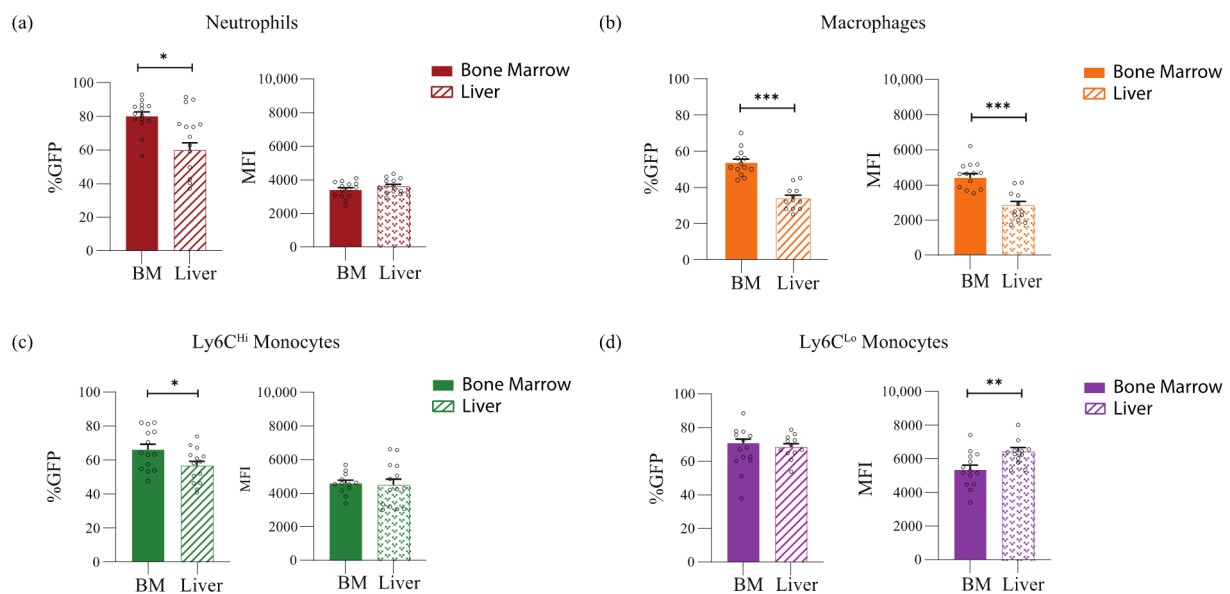 (a) Neutrophils
Bone Marrow
Liver
%GFP
100
80
60
40
20
0
*
BM Liver
MFI
10,000
8000
6000
4000
2000
0
BM Liver
(b) Macrophages
Bone Marrow
Liver
%GFP
80
60
40
20
0
***
BM Liver
MFI
10,000
8000
6000
4000
2000
0
***
BM Liver
(c) Ly6C^Hi Monocytes
Bone Marrow
Liver
%GFP
100
80
60
40
20
0
*
BM Liver
MFI
10,000
8000
6000
4000
2000
0
BM Liver
(d) Ly6C^Lo Monocytes
Bone Marrow
Liver
%GFP
100
80
60
40
20
0
BM Liver
MFI
10,000
8000
6000
4000
2000
0
**
BM Liver